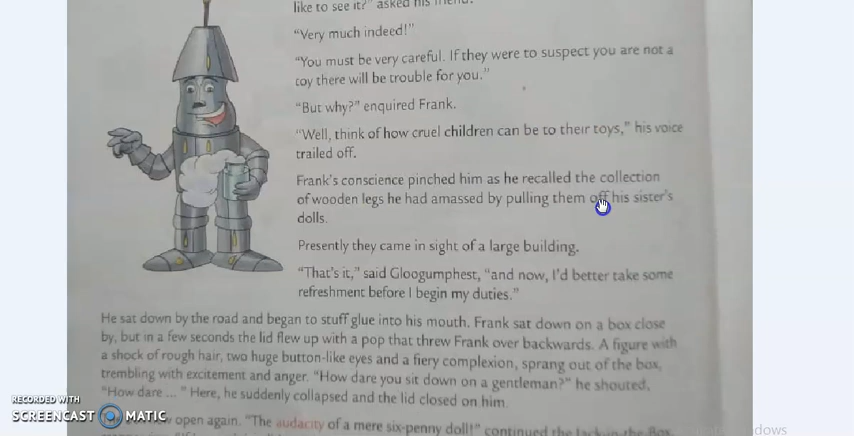 like to see it?" asked his friend.
"Very much indeed!"
"You must be very careful. If they were to suspect you are not a
toy there will be trouble for you."
"But why?" enquired Frank.
"Well, think of how cruel children can be to their toys," his voice
trailed off.
Frank's conscience pinched him as he recalled the collection
of wooden legs he had amassed by pulling them off his sister's
dolls.
Presently they came in sight of a large building.
"That's it," said Gloogumphest, "and now, I'd better take some
refreshment before I begin my duties."
He sat down by the road and began to stuff glue into his mouth. Frank sat down on a box close
by, but in a few seconds the lid flew up with a pop that threw Frank over backwards. A figure with
a shock of rough hair, two huge button-like eyes and a fiery complexion, sprang out of the box,
trembling with excitement and anger. "How dare you sit down on a gentleman?" he shouted,
"How dare ... " Here, he suddenly collapsed and the lid closed on him.
open again. "The audacity of a mere six-penny doll!" continued the Jack-in-the-Box,
RECORDED WITH
SCREENCAST MATIC